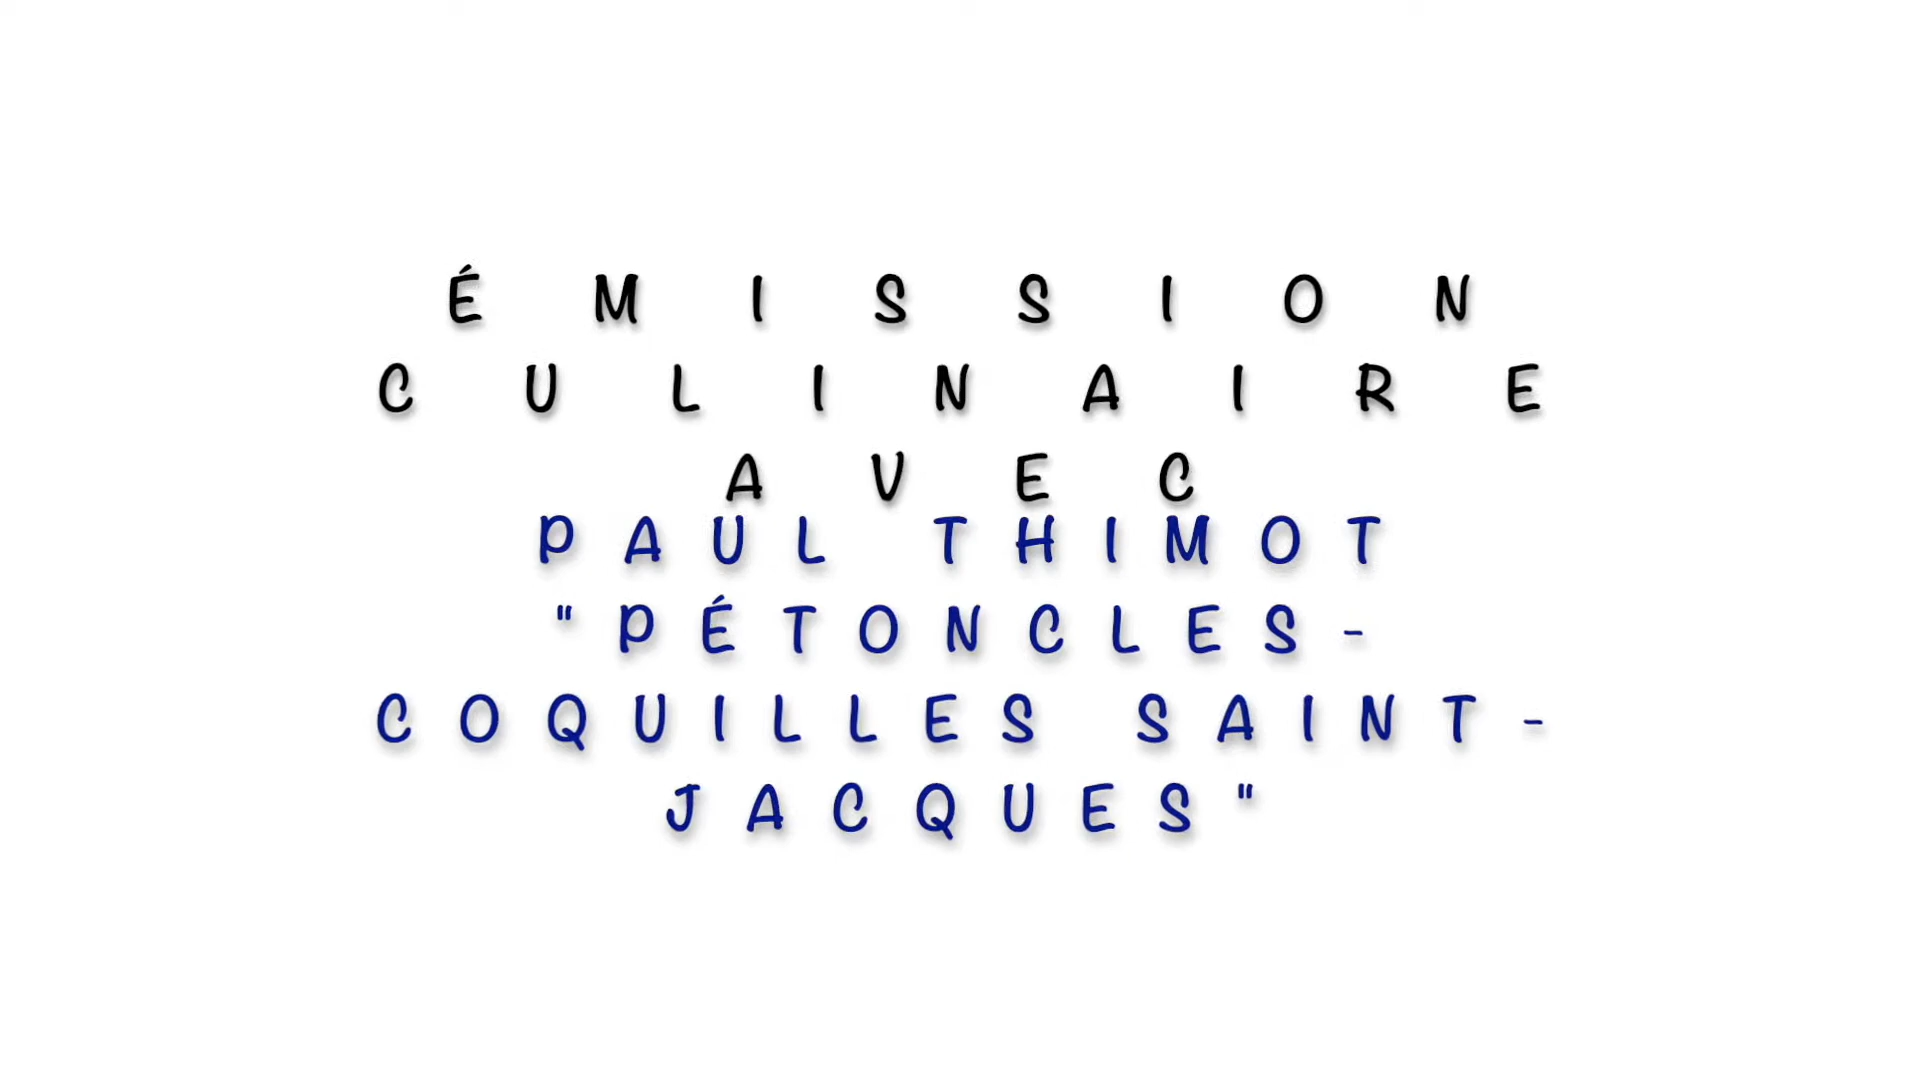 ÉMISSION
CULINAIRE
AVEC
PAUL THIMOT
"PÉTONCLES-
COQUILLES SAINT-
JACQUES"